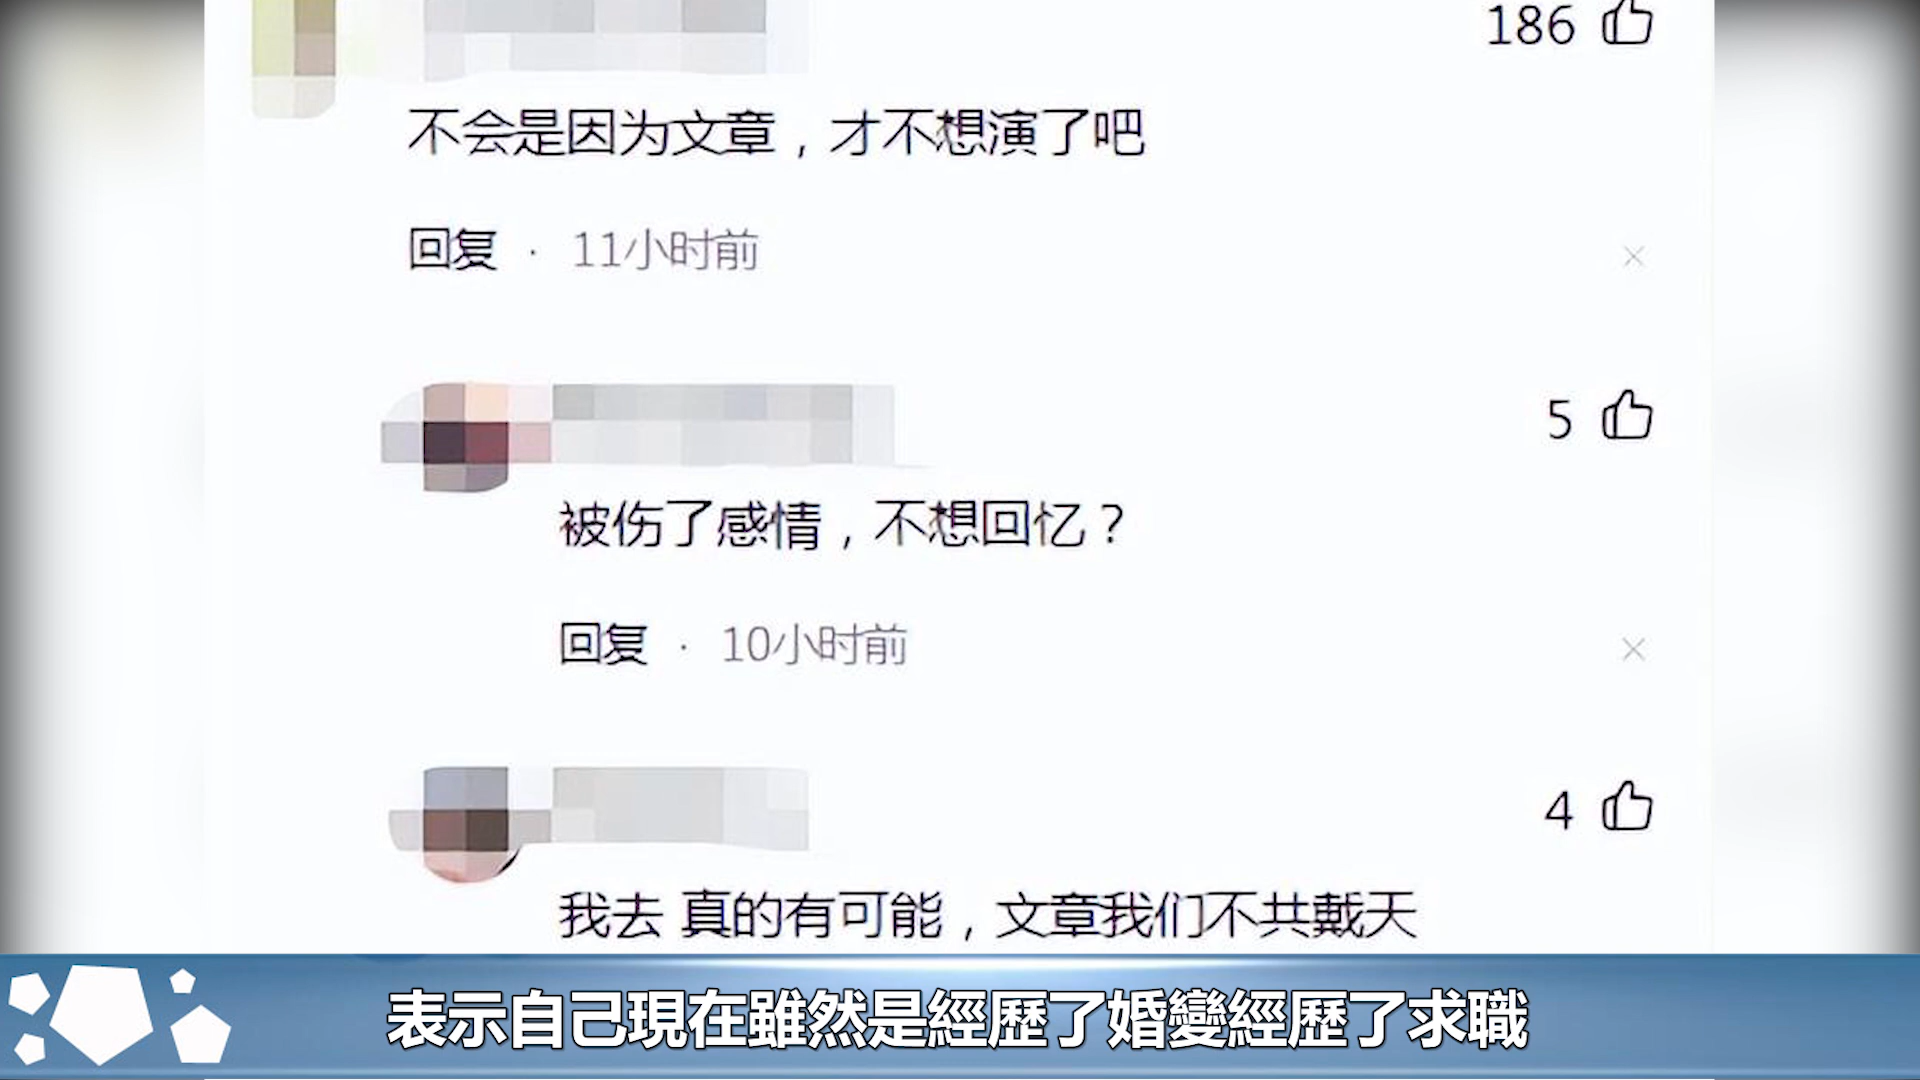 186
不会是因为文章，才不想演了吧
回复 · 11小时前
5
被伤了感情，不想回忆？
回复 · 10小时前
4
我去 真的有可能，文章我们不共戴天
表示自己現在雖然是經歷了婚變經歷了求職